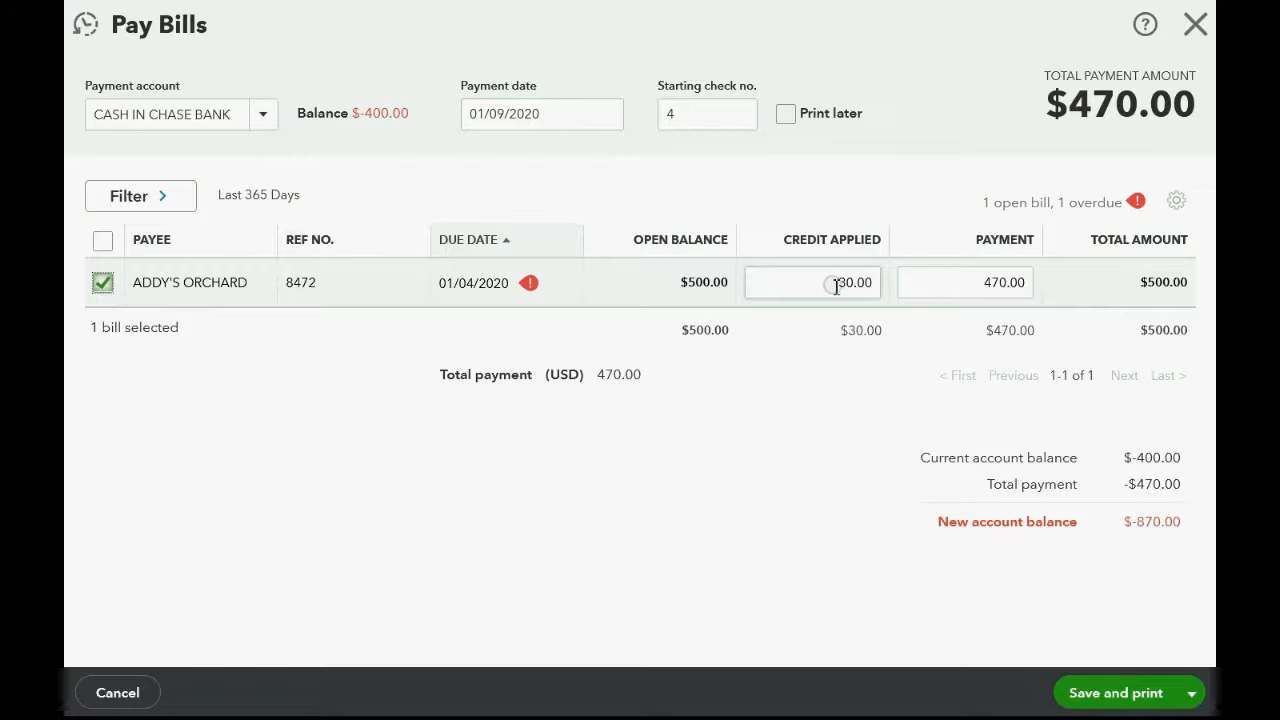 Pay Bills
?
TOTAL PAYMENT AMOUNT
$470.00
Payment account
Payment date
Starting check no.
CASH IN CHASE BANK
Balance $-400.00
01/09/2020
4
Print later
Filter >
Last 365 Days
1 open bill, 1 overdue !
PAYEE REF NO. DUE DATE OPEN BALANCE CREDIT APPLIED PAYMENT TOTAL AMOUNT
ADDY'S ORCHARD 8472 01/04/2020 ! $500.00 30.00 470.00 $500.00
1 bill selected $500.00 $30.00 $470.00 $500.00
Total payment (USD) 470.00
< First Previous 1-1 of 1 Next Last >
Current account balance $-400.00
Total payment -$470.00
New account balance $-870.00
Cancel
Save and print